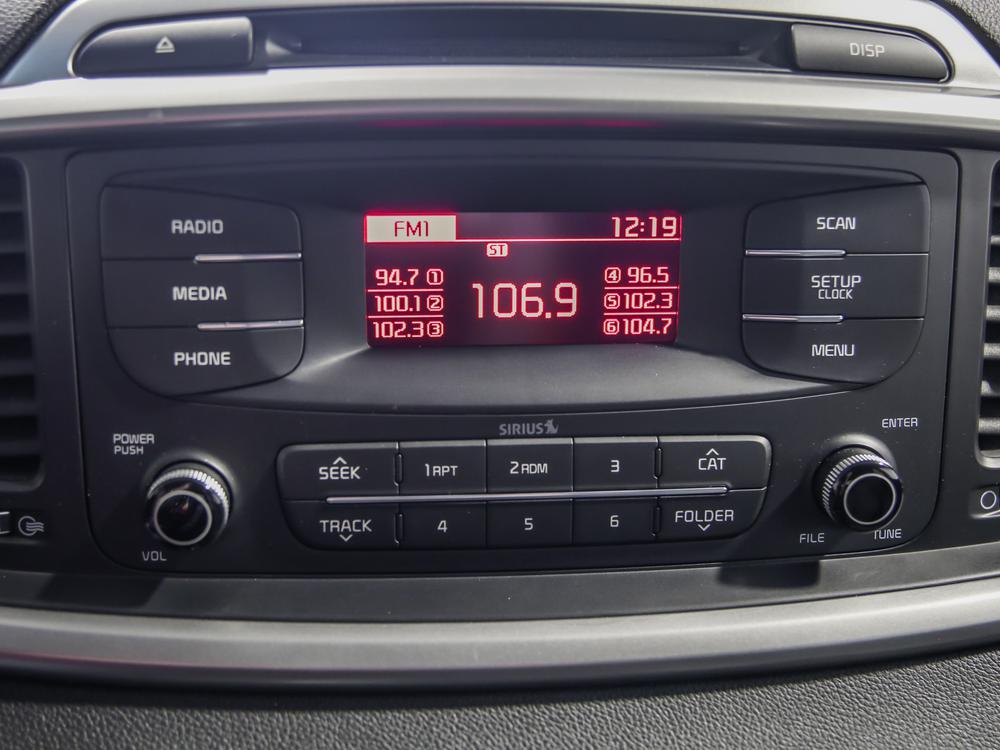 DISP
RADIO
MEDIA
PHONE
FM1 12:19
ST
94.7 1
100.1 2
102.3 3
106.9
4 96.5
5 102.3
6 104.7
SCAN
SETUP
CLOCK
MENU
SIRIUS
POWER
PUSH
VOL
SEEK 1 RPT 2 RDM 3 CAT
TRACK 4 5 6 FOLDER
ENTER
FILE TUNE